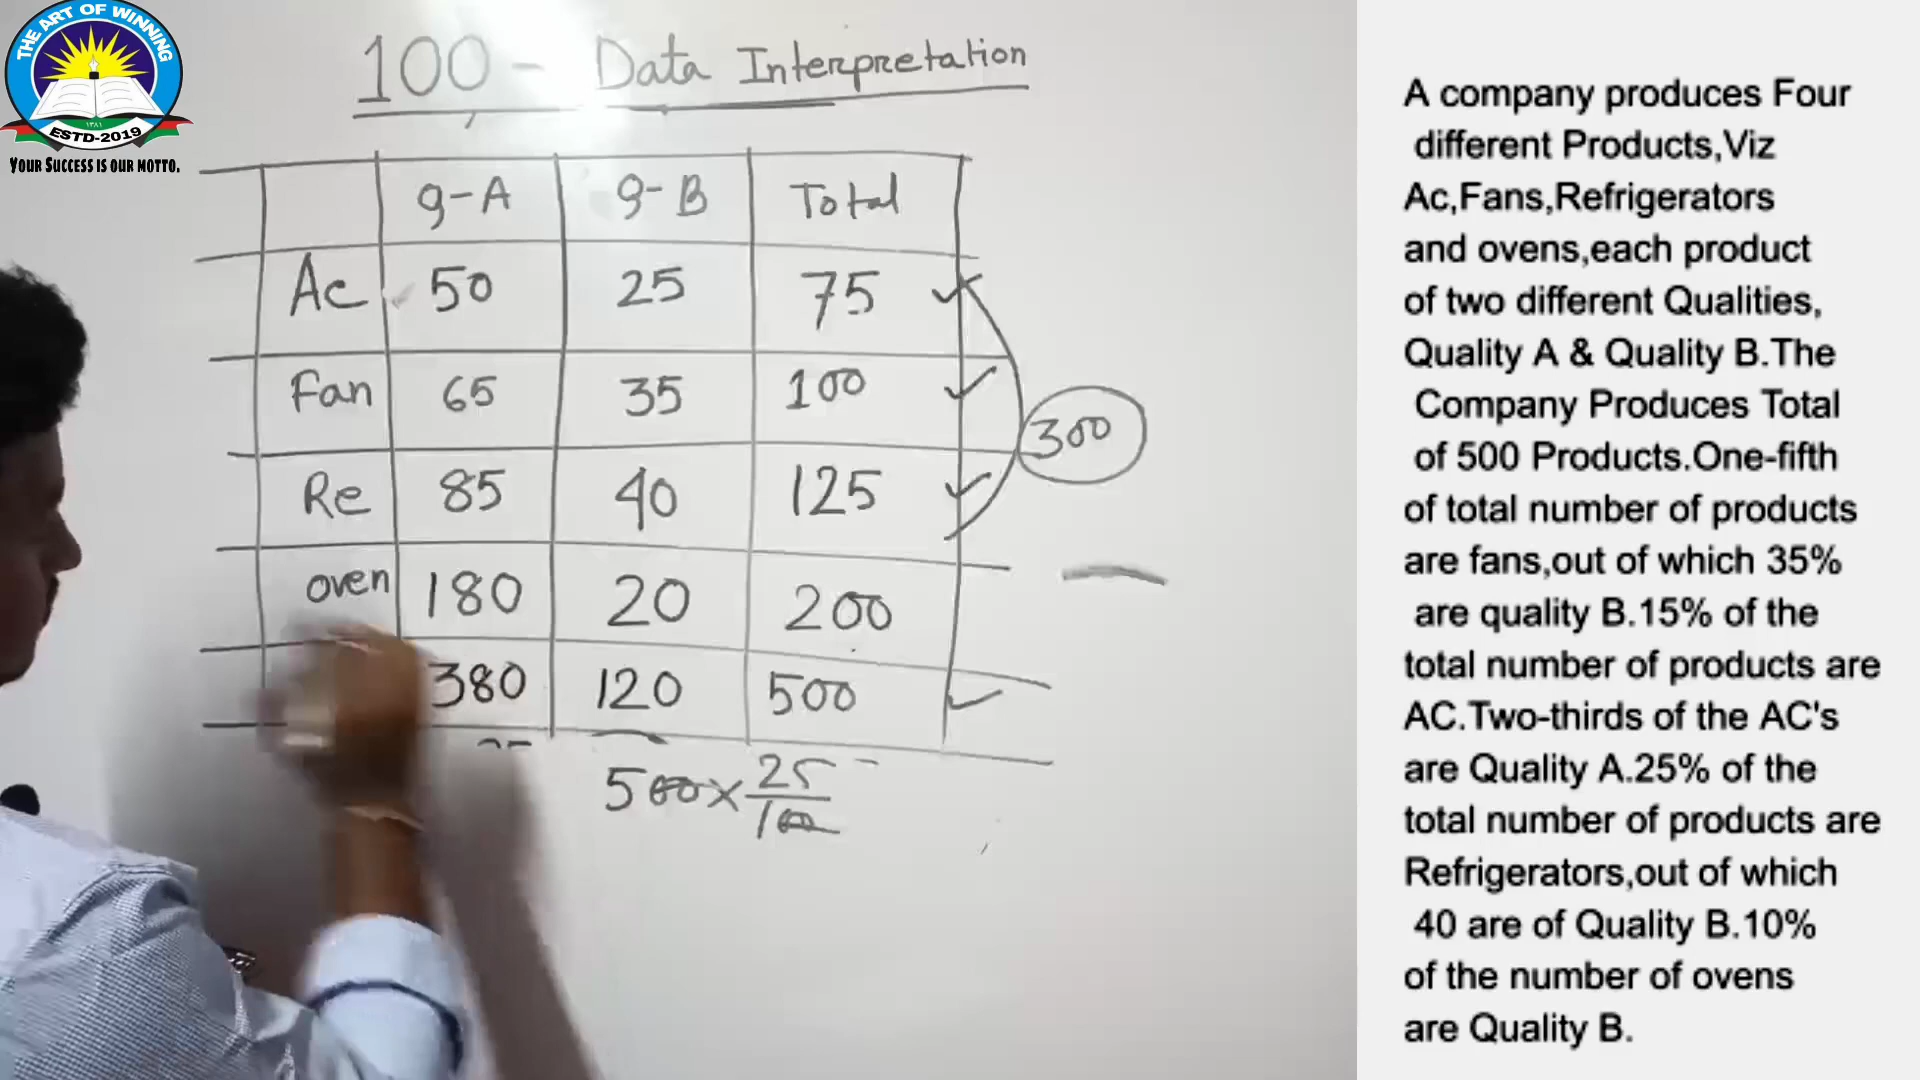 THE ART OF WINNING
ESTD-2019
YOUR SUCCESS IS OUR MOTTO.
100 - Data Interpretation
q-A q-B Total
Ac 50 25 75
Fan 65 35 100
300
Re 85 40 125
oven 180 20 200
380 120 500
500 x 25
100
A company produces Four
different Products,Viz
Ac,Fans,Refrigerators
and ovens,each product
of two different Qualities,
Quality A & Quality B.The
Company Produces Total
of 500 Products.One-fifth
of total number of products
are fans,out of which 35%
are quality B.15% of the
total number of products are
AC.Two-thirds of the AC's
are Quality A.25% of the
total number of products are
Refrigerators,out of which
40 are of Quality B.10%
of the number of ovens
are Quality B.